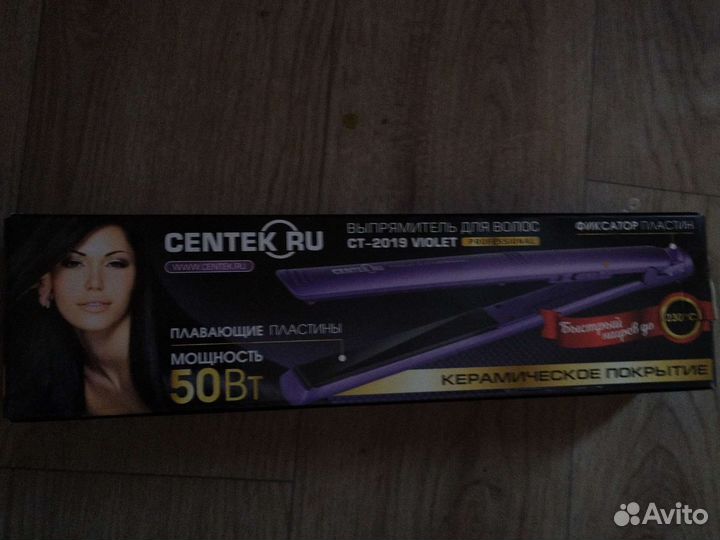 CENTEK RU
WWW.CENTEK.RU
ВЫПРЯМИТЕЛЬ ДЛЯ ВОЛОС
CT-2019 VIOLET PROFESSIONAL
ФИКСАТОР ПЛАСТИН
CENTEK RU
ПЛАВАЮЩИЕ ПЛАСТИНЫ
МОЩНОСТЬ
50Вт
Быстрый
нагрев до
230°C
КЕРАМИЧЕСКОЕ ПОКРЫТИЕ
Avito